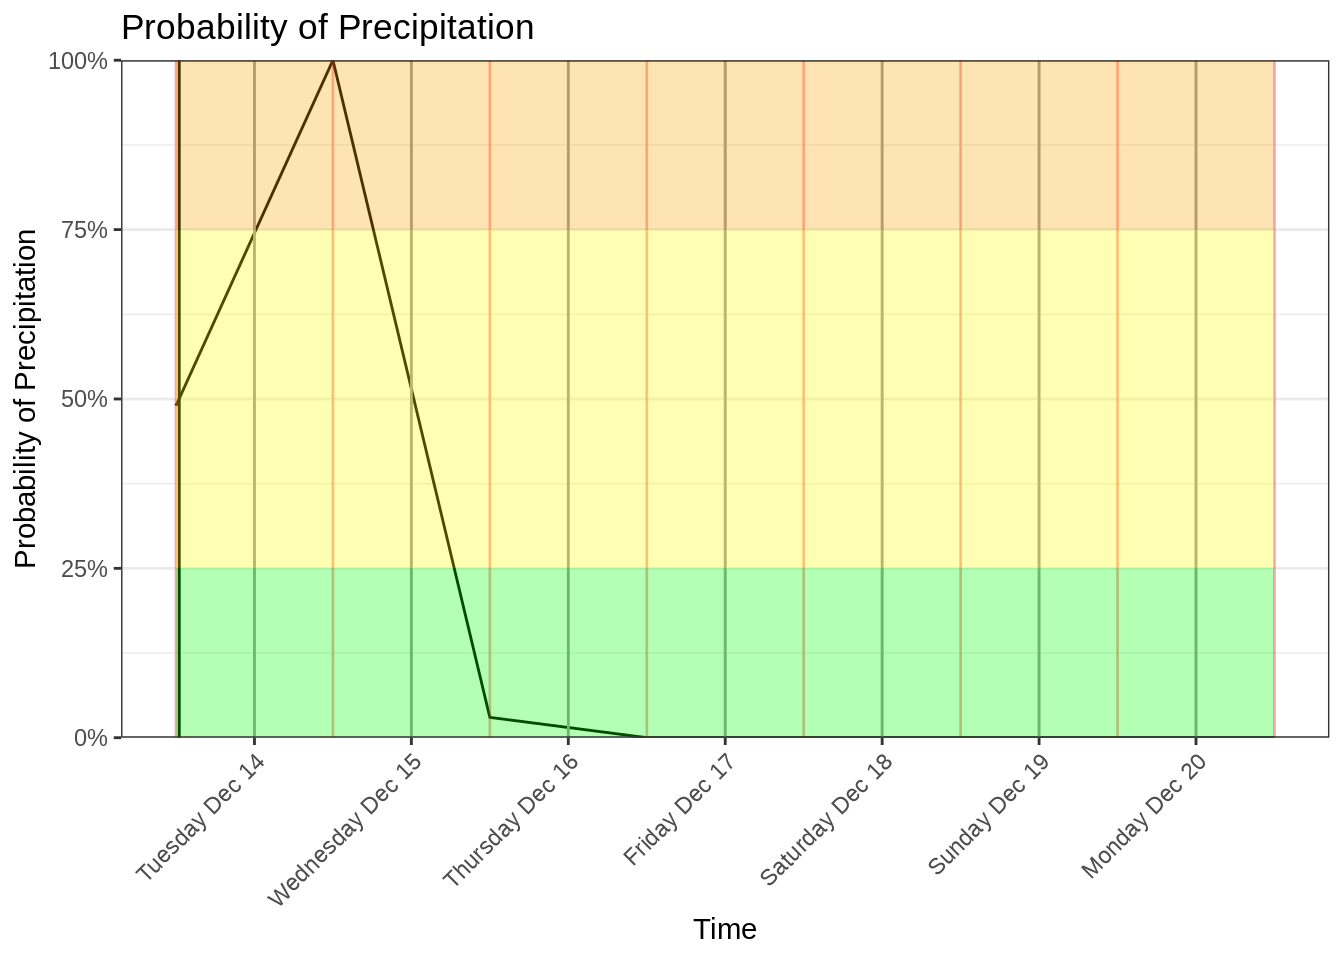 Probability of Precipitation
Probability of Precipitation
100%
75%
50%
25%
0%
Tuesday Dec 14
Wednesday Dec 15
Thursday Dec 16
Friday Dec 17
Saturday Dec 18
Sunday Dec 19
Monday Dec 20
Time